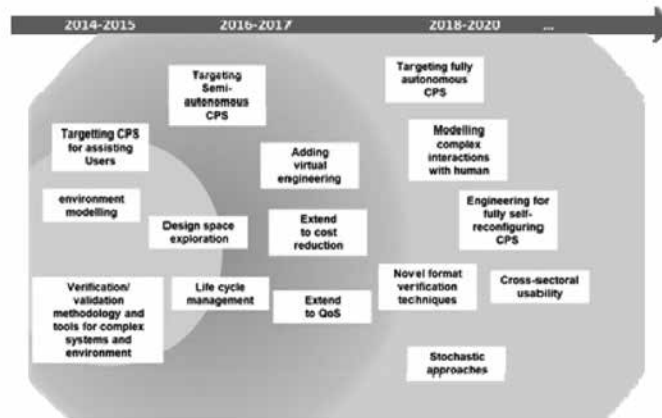 2014-2015
2016-2017
2018-2020
...
Targeting
Semi-
autonomous
CPS
Targeting fully
autonomous
CPS
Targetting CPS
for assisting
Users
Modelling
complex
interactions
with human
Adding
virtual
engineering
environment
modelling
Engineering for
fully self-
reconfiguring
CPS
Design space
exploration
Extend
to cost
reduction
Verification/
validation
methodology and
tools for complex
systems and
environment
Life cycle
management
Extend
to QoS
Novel format
verification
techniques
Cross-sectoral
usability
Stochastic
approaches